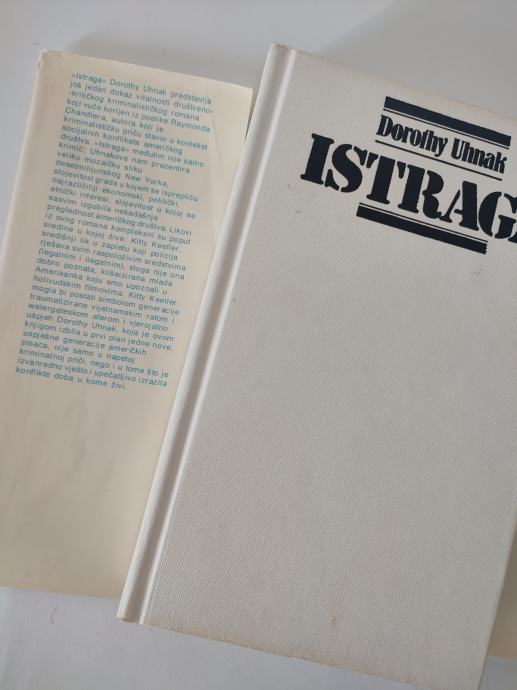 »Istraga« Dorothy Uhnak predstavlja
još jedan dokaz vitalnosti društveno-
-kritičkog kriminalističkog romana
koji vuče korijen iz poetike Raymonda
Chandlera, autora koji je
kriminalističku priču stavio u kontekst
socijalnih konflikata američkog
društva. »Istraga« međutim nije samo
krimić; Uhnakova nam prezentira
veliku mozaičku sliku
desetmilijunskog New Yorka,
slojevitost grada u kojem se isprepliću
najrazličitiji ekonomski, politički,
etnički interesi, slojevitost u kojoj se
sasvim izgubila nekadašnja
preglednost američkog društva. Likovi
iz ovog romana kompleksni su poput
sredine u kojoj žive: Kitty Keeller,
središnji lik u zapletu koji policija
rješava svim raspoloživim sredstvima
(legalnim i ilegalnim), stoga nije ona
dobro poznata, klišeizirana mlada
Amerikanka koju smo upoznali u
holivudskim filmovima. Kitty Keeller
mogla bi postati simbolom generacije
traumatizirane vijetnamskim ratom i
watergateskom aferom i vjerojatno
uspjeh Dorothy Uhnak, koja je ovom
knjigom izbila u prvi plan jedne nove,
uspješne generacije američkih
pisaca, nije samo u napetoj
kriminalnoj priči, nego i u tome što je
izvanredno vješto i upečatljivo izrazila
konflikte doba u kome živi.
Dorothy Uhnak
ISTRAGA